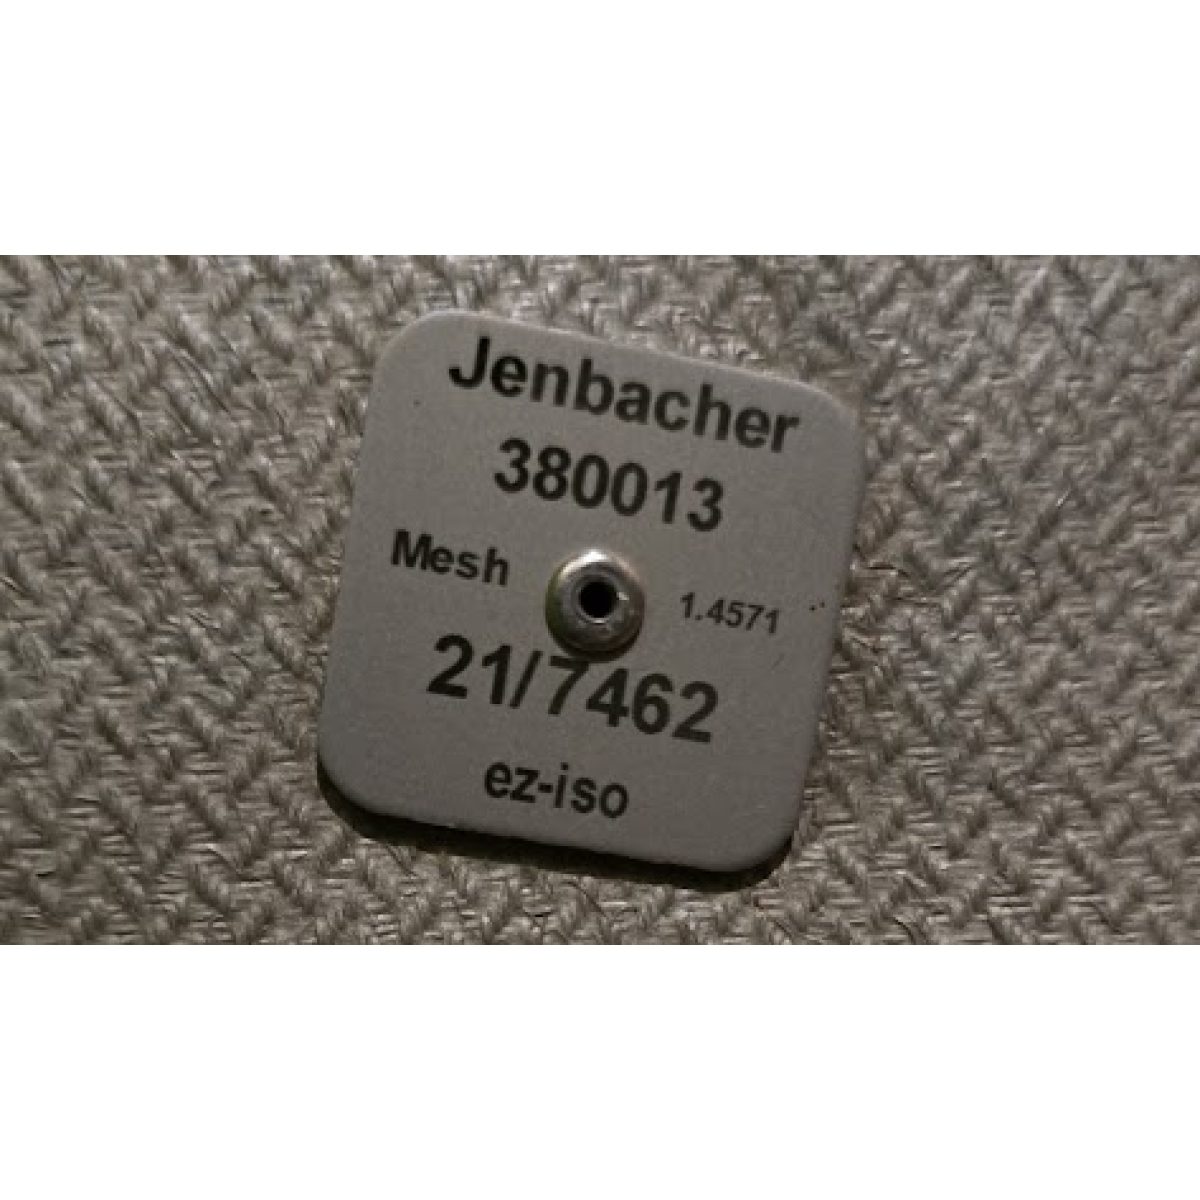 Jenbacher
380013
Mesh 1.4571
21/7462
ez-iso